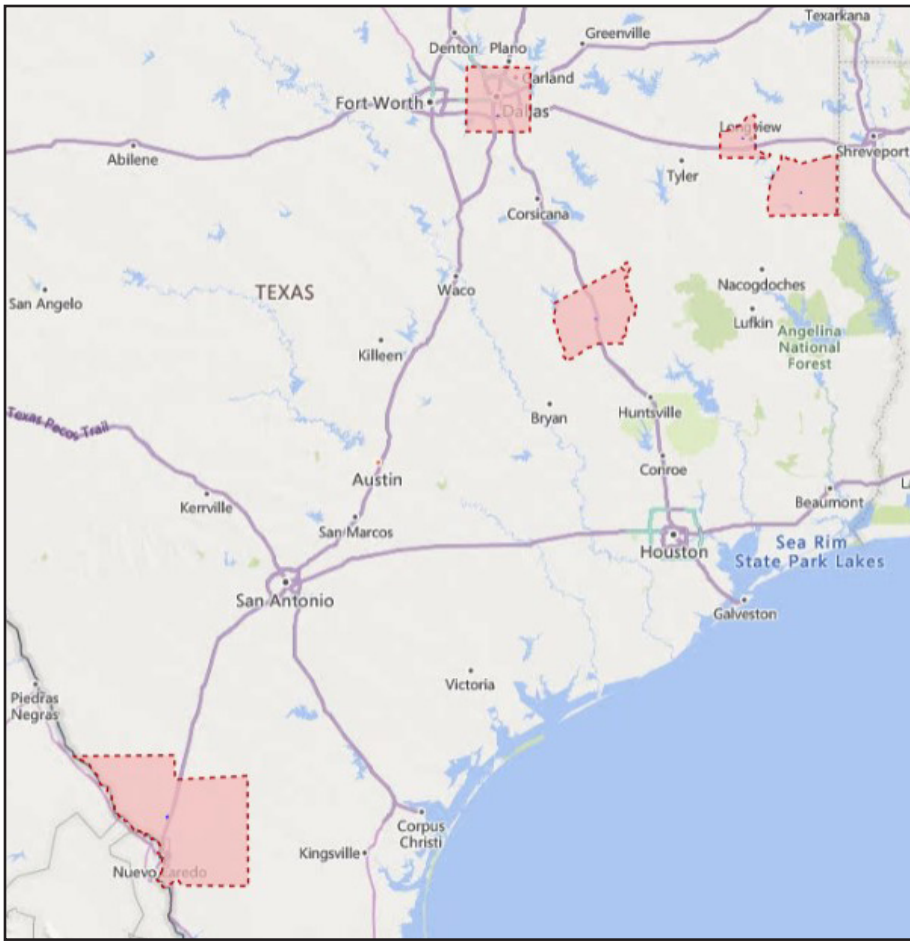 Texarkana
Greenville
Denton
Plano
Garland
Fort Worth
Dallas
Longview
Abilene
Shreveport
Tyler
Corsicana
Nacogdoches
TEXAS
Waco
San Angelo
Lufkin
Angelina
National
Forest
Killeen
Texas Pecos Trail
Huntsville
Bryan
Conroe
Austin
Kerrville
Beaumont
San Marcos
Houston
Sea Rim
State Park Lakes
San Antonio
Galveston
Victoria
Piedras
Negras
Corpus
Christi
Kingsville
Nuevo Laredo